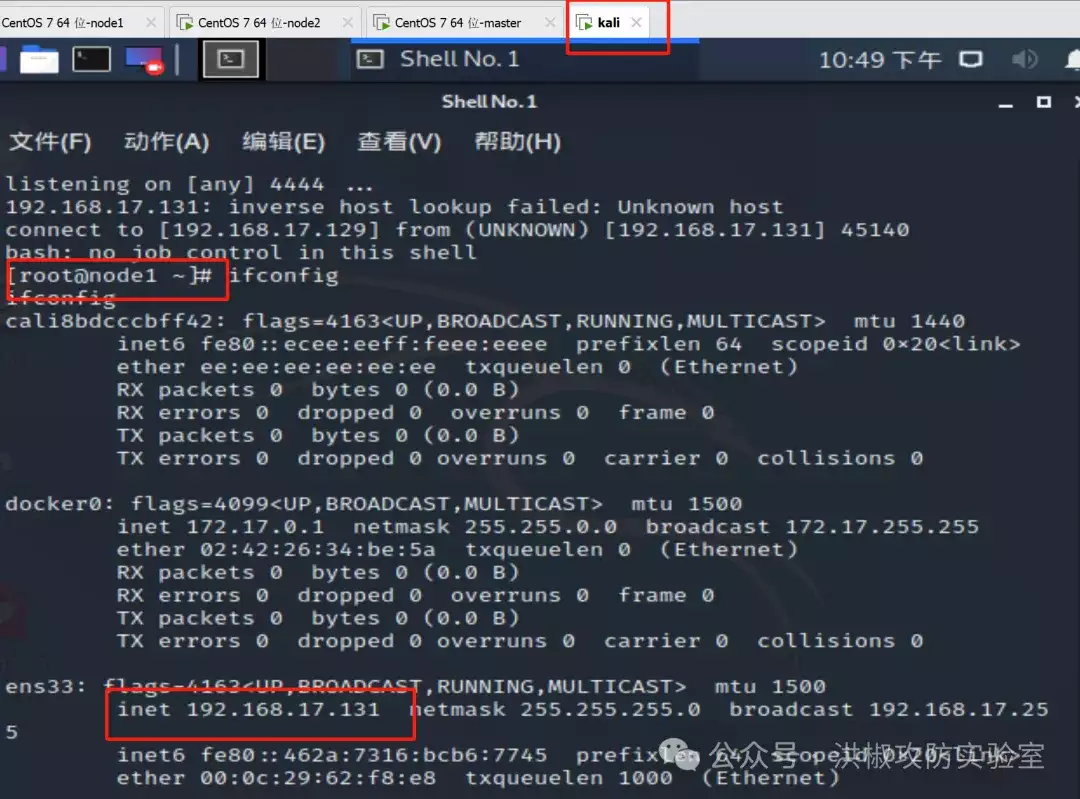 CentOS 7 64 位-node1 CentOS 7 64 位-node2 CentOS 7 64 位-master kali
Shell No. 1 10:49 下午
Shell No. 1
文件(F) 动作(A) 编辑(E) 查看(V) 帮助(H)
listening on [any] 4444 ...
192.168.17.131: inverse host lookup failed: Unknown host
connect to [192.168.17.129] from (UNKNOWN) [192.168.17.131] 45140
bash: no job control in this shell
[root@node1 ~]# ifconfig
ifconfig
cali8bdcccbff42: flags=4163<UP,BROADCAST,RUNNING,MULTICAST> mtu 1440
inet6 fe80::ecee:eeff:feee:eeee prefixlen 64 scopeid 0×20<link>
ether ee:ee:ee:ee:ee:ee txqueuelen 0 (Ethernet)
RX packets 0 bytes 0 (0.0 B)
RX errors 0 dropped 0 overruns 0 frame 0
TX packets 0 bytes 0 (0.0 B)
TX errors 0 dropped 0 overruns 0 carrier 0 collisions 0
docker0: flags=4099<UP,BROADCAST,MULTICAST> mtu 1500
inet 172.17.0.1 netmask 255.255.0.0 broadcast 172.17.255.255
ether 02:42:26:34:be:5a txqueuelen 0 (Ethernet)
RX packets 0 bytes 0 (0.0 B)
RX errors 0 dropped 0 overruns 0 frame 0
TX packets 0 bytes 0 (0.0 B)
TX errors 0 dropped 0 overruns 0 carrier 0 collisions 0
ens33: flags=4163<UP,BROADCAST,RUNNING,MULTICAST> mtu 1500
inet 192.168.17.131 netmask 255.255.255.0 broadcast 192.168.17.25
5
inet6 fe80::462a:7316:bcb6:7745 prefixlen 64 scopeid 0×20<link>
公众号 · 洪椒攻防实验室
ether 00:0c:29:62:f8:e8 txqueuelen 1000 (Ethernet)